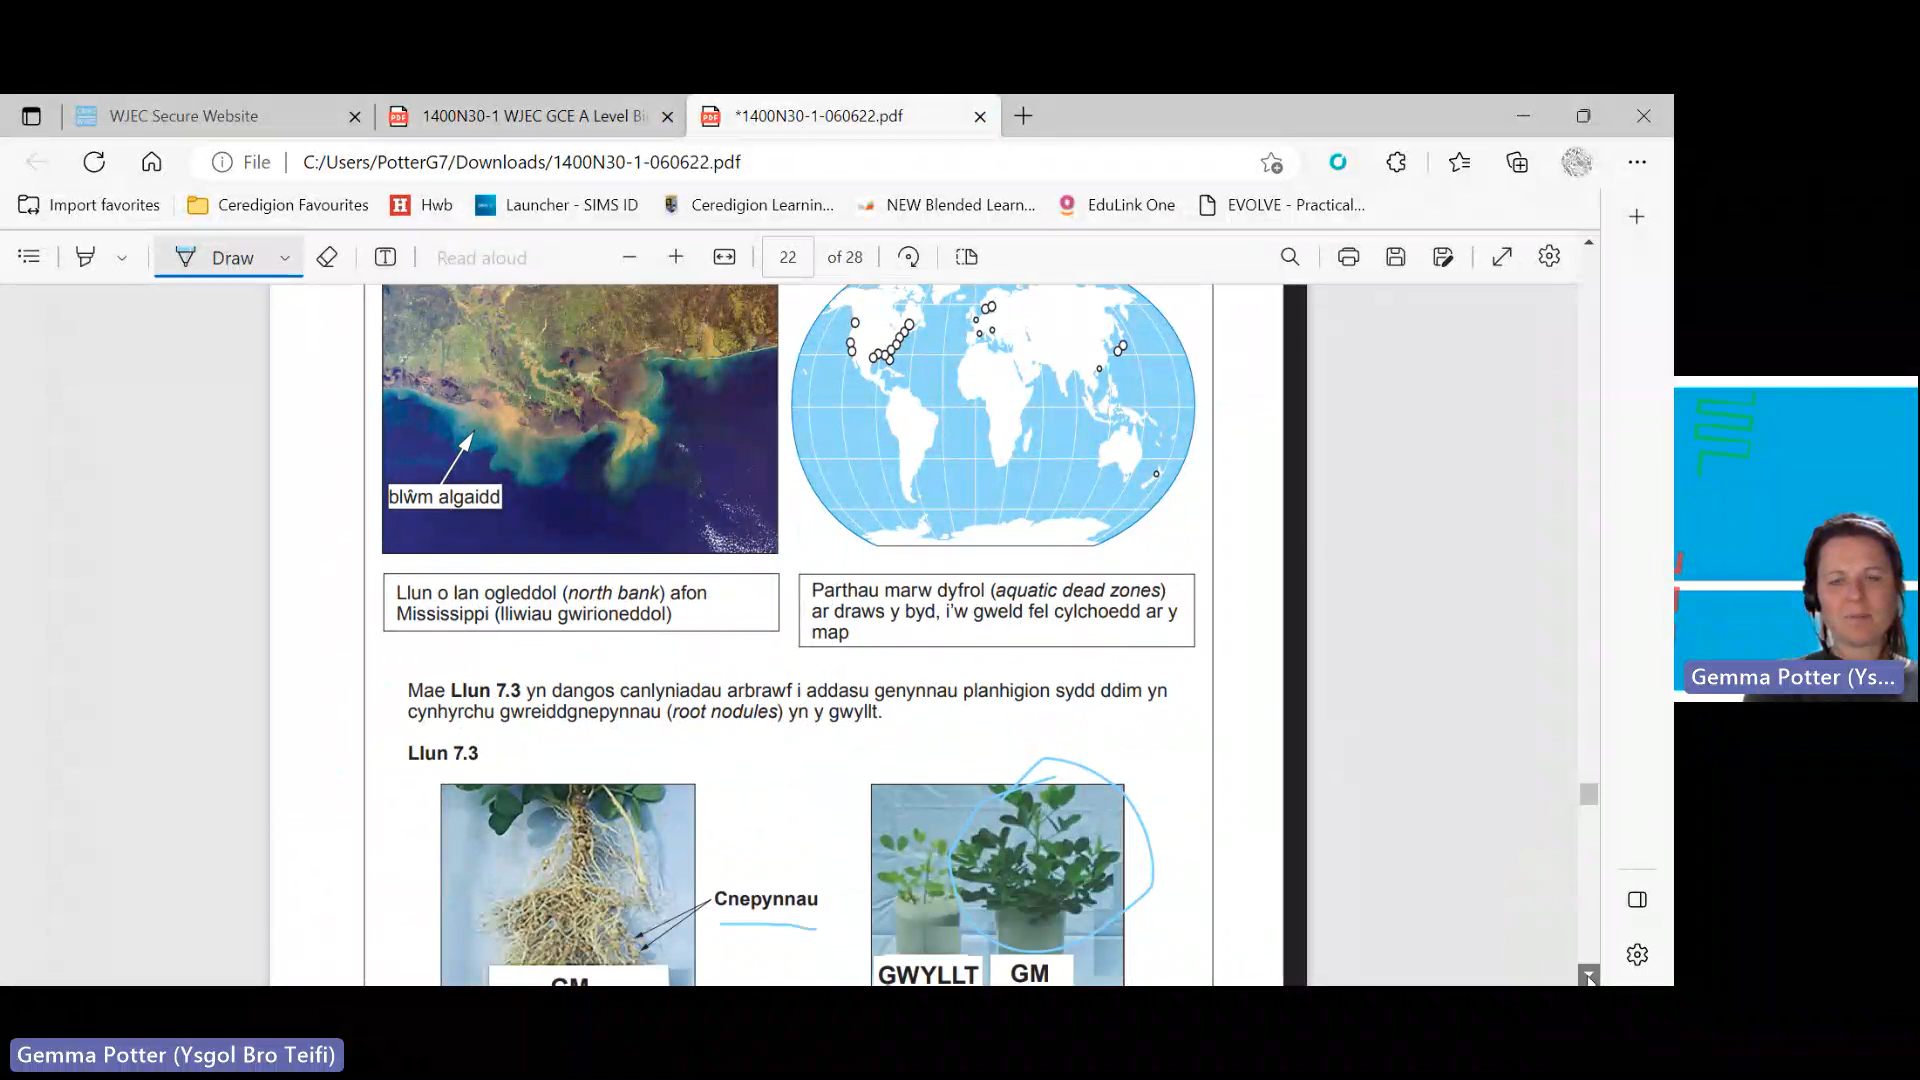 WJEC Secure Website
1400N30-1 WJEC GCE A Level Bi
*1400N30-1-060622.pdf
File
C:/Users/PotterG7/Downloads/1400N30-1-060622.pdf
Import favorites
Ceredigion Favourites
Hwb
Launcher - SIMS ID
Ceredigion Learnin...
NEW Blended Learn...
EduLink One
EVOLVE - Practical...
Draw
Read aloud
22
of 28
blŵm algaidd
Llun o lan ogleddol (north bank) afon
Mississippi (lliwiau gwirioneddol)
Parthau marw dyfrol (aquatic dead zones)
ar draws y byd, i'w gweld fel cylchoedd ar y
map
Mae Llun 7.3 yn dangos canlyniadau arbrawf i addasu genynnau planhigion sydd ddim yn
cynhyrchu gwreiddgnepynnau (root nodules) yn y gwyllt.
Llun 7.3
Cnepynnau
GM
GWYLLT
GM
Gemma Potter (Ys...
Gemma Potter (Ysgol Bro Teifi)